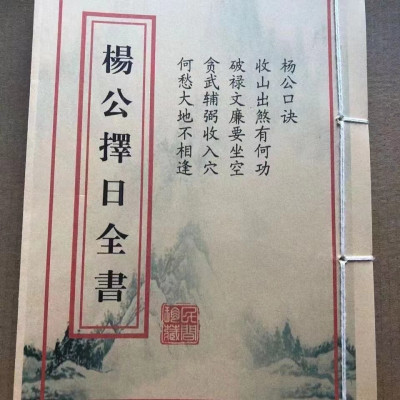 楊公擇日全書
杨公口诀
收山出煞有何功
破禄文廉要坐空
贪武辅弼收入穴
何愁大地不相逢